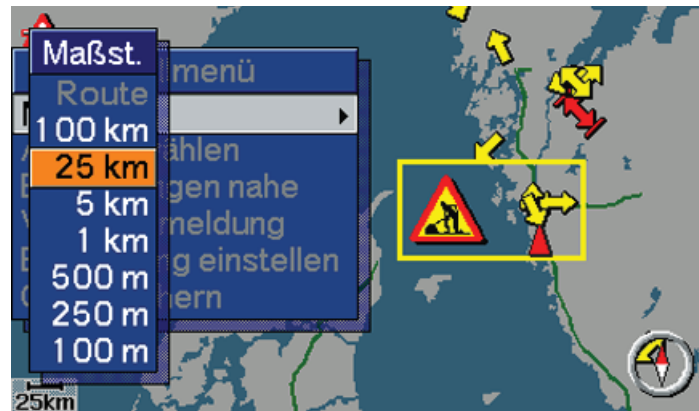 Maßst.
menü
Route
100 km
25 km
ählen
5 km
gen nahe
1 km
meldung
500 m
g einstellen
250 m
hern
100 m
25km